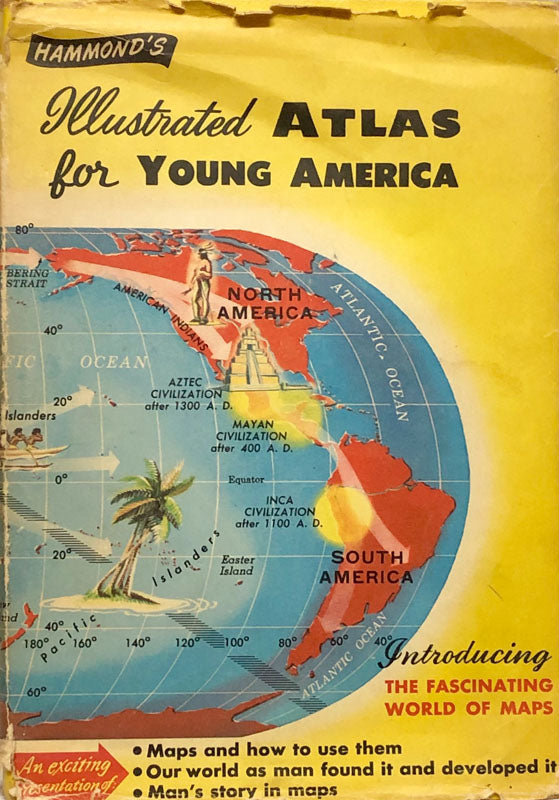 HAMMOND'S
Illustrated ATLAS
for YOUNG AMERICA
80°
BERING
STRAIT
AMERICAN INDIANS
NORTH
AMERICA
ATLANTIC OCEAN
40°
OCEAN
AZTEC
CIVILIZATION
after 1300 A. D.
20°
Islanders
MAYAN
CIVILIZATION
after 400 A. D.
0°
Equator
INCA
CIVILIZATION
after 1100 A. D.
20°
Easter
Island
Pacific Islanders
SOUTH
AMERICA
40°
180° 160° 140° 120° 100° 80° 60° 40°
ATLANTIC OCEAN
60°
Introducing
THE FASCINATING
WORLD OF MAPS
An exciting
presentation of:
• Maps and how to use them
• Our world as man found it and developed it
• Man's story in maps